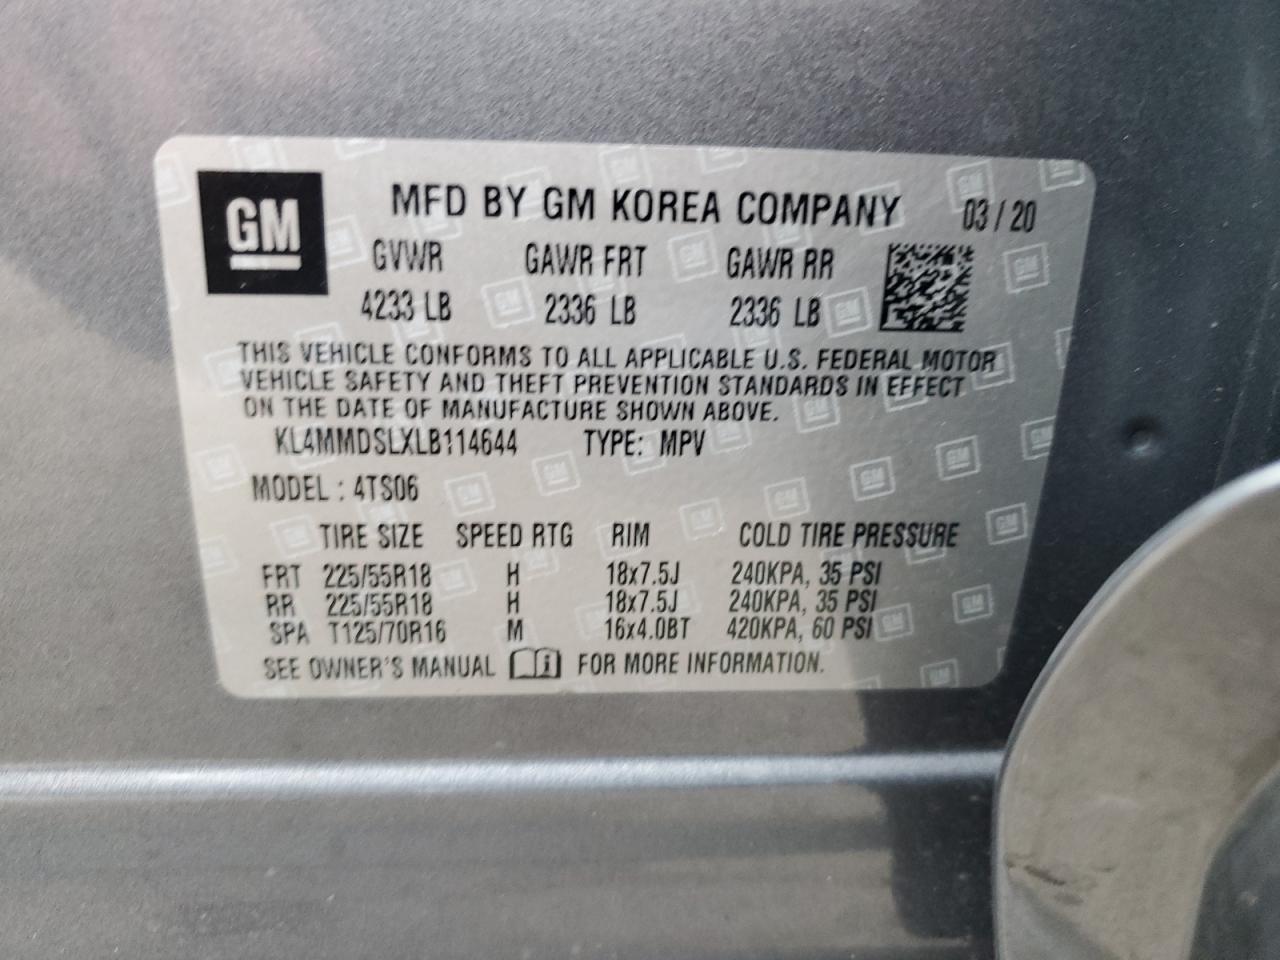 GM
MFD BY GM KOREA COMPANY 03 / 20
GVWR GAWR FRT GAWR RR
4233 LB 2336 LB 2336 LB
THIS VEHICLE CONFORMS TO ALL APPLICABLE U.S. FEDERAL MOTOR
VEHICLE SAFETY AND THEFT PREVENTION STANDARDS IN EFFECT
ON THE DATE OF MANUFACTURE SHOWN ABOVE.
KL4MMDSLXLB114644 TYPE: MPV
MODEL : 4TS06
TIRE SIZE SPEED RTG RIM COLD TIRE PRESSURE
FRT 225/55R18 H 18x7.5J 240KPA, 35 PSI
RR 225/55R18 H 18x7.5J 240KPA, 35 PSI
SPA T125/70R16 M 16x4.0BT 420KPA, 60 PSI
SEE OWNER'S MANUAL FOR MORE INFORMATION.